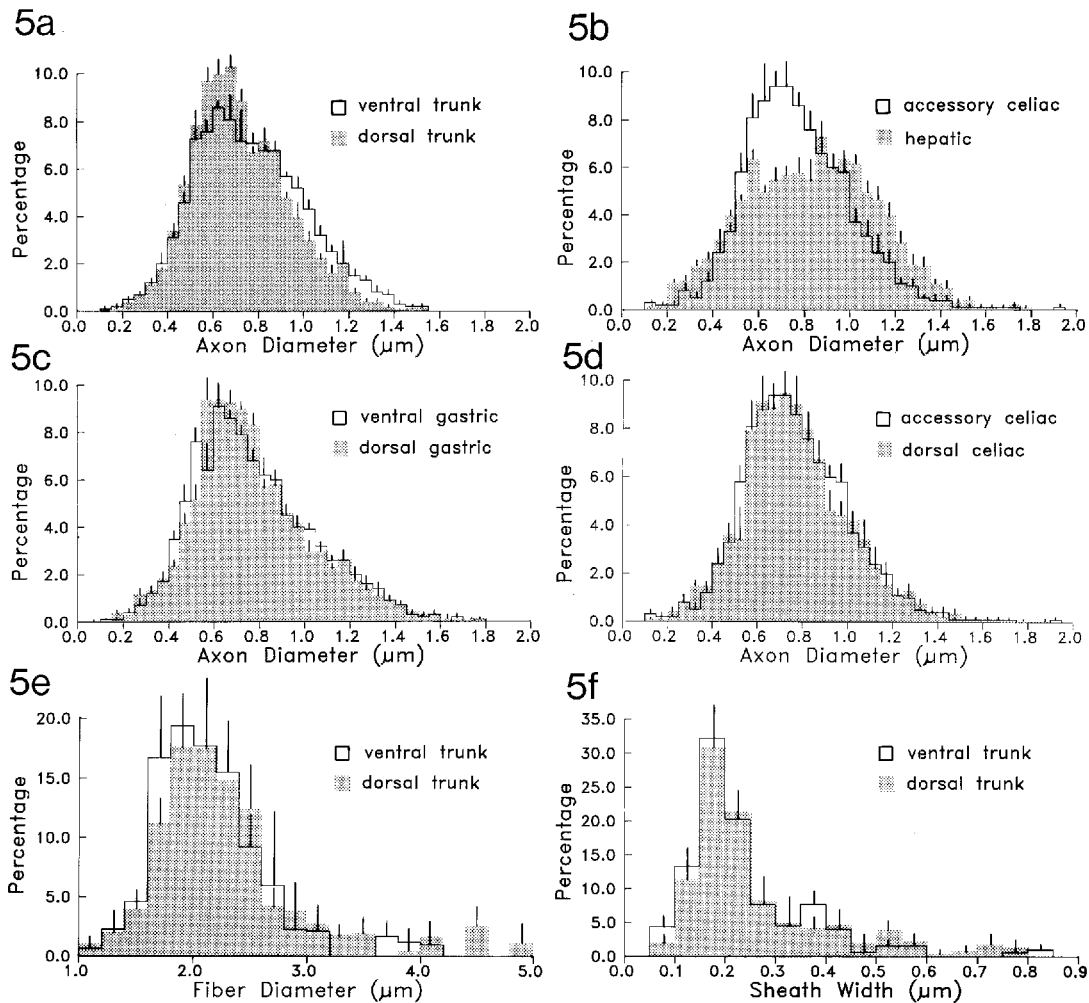 5a
10.0
8.0
6.0
4.0
2.0
0.0
Percentage
ventral trunk
dorsal trunk
0.0 0.2 0.4 0.6 0.8 1.0 1.2 1.4 1.6 1.8 2.0
Axon Diameter (µm)
5b
10.0
8.0
6.0
4.0
2.0
0.0
Percentage
accessory celiac
hepatic
0.0 0.2 0.4 0.6 0.8 1.0 1.2 1.4 1.6 1.8 2.0
Axon Diameter (µm)
5c
10.0
8.0
6.0
4.0
2.0
0.0
Percentage
ventral gastric
dorsal gastric
0.0 0.2 0.4 0.6 0.8 1.0 1.2 1.4 1.6 1.8 2.0
Axon Diameter (µm)
5d
10.0
8.0
6.0
4.0
2.0
0.0
Percentage
accessory celiac
dorsal celiac
0.0 0.2 0.4 0.6 0.8 1.0 1.2 1.4 1.6 1.8 2.0
Axon Diameter (µm)
5e
20.0
15.0
10.0
5.0
0.0
Percentage
ventral trunk
dorsal trunk
1.0 2.0 3.0 4.0 5.0
Fiber Diameter (µm)
5f
35.0
30.0
25.0
20.0
15.0
10.0
5.0
0.0
Percentage
ventral trunk
dorsal trunk
0.0 0.1 0.2 0.3 0.4 0.5 0.6 0.7 0.8 0.9
Sheath Width (µm)